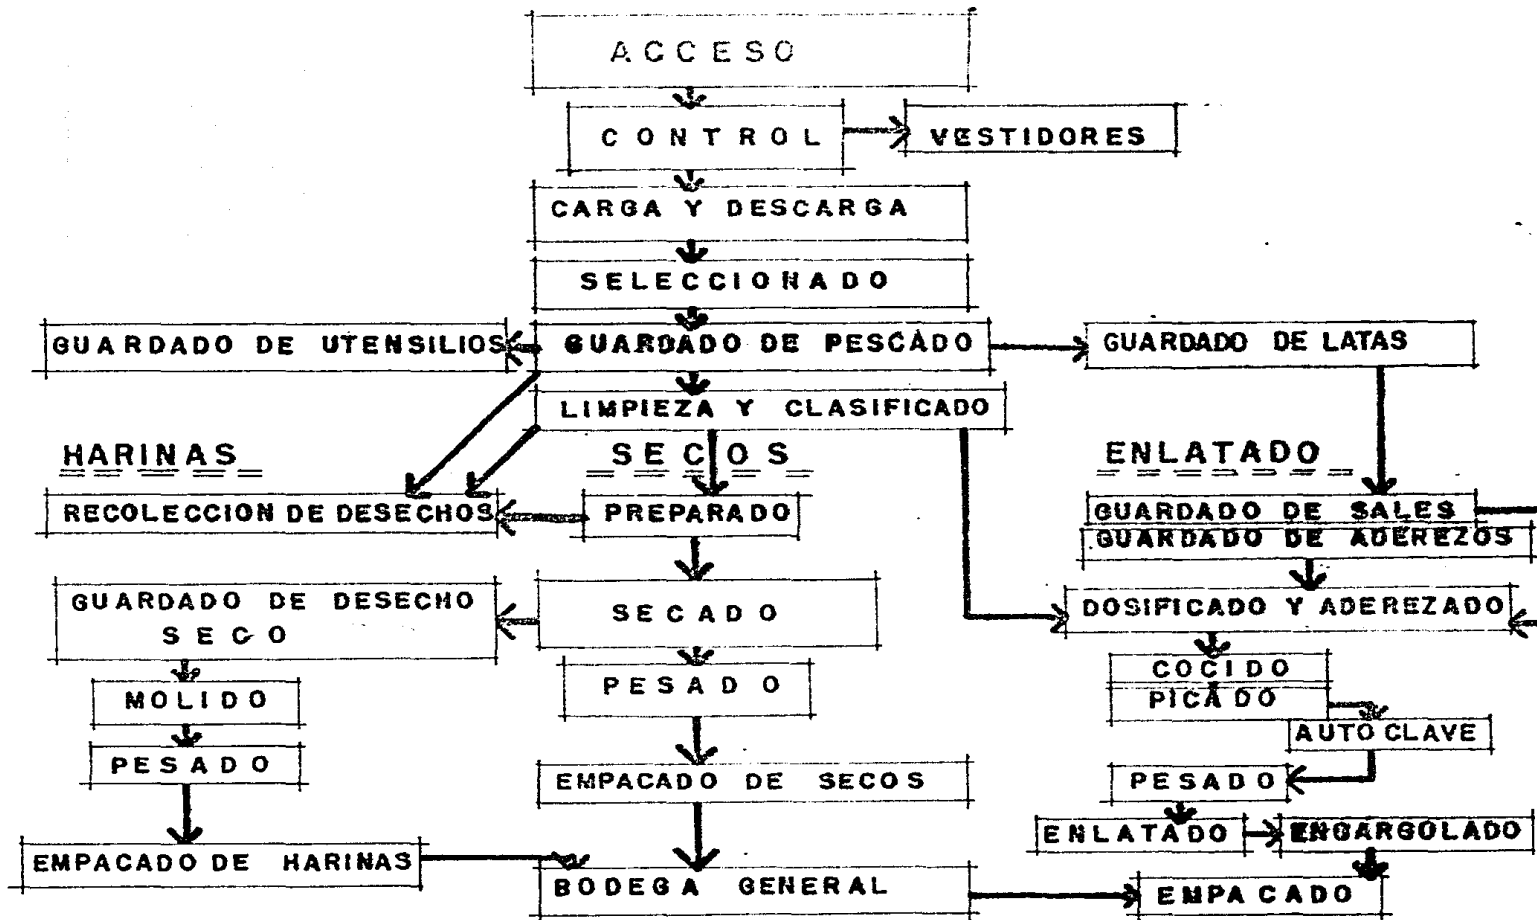 ACCESO
CONTROL
VESTIDORES
CARGA Y DESCARGA
SELECCIONADO
GUARDADO DE UTENSILIOS
GUARDADO DE PESCADO
GUARDADO DE LATAS
LIMPIEZA Y CLASIFICADO
HARINAS
SECOS
ENLATADO
RECOLECCION DE DESECHOS
PREPARADO
GUARDADO DE SALES
GUARDADO DE ADEREZOS
GUARDADO DE DESECHO
SECO
SECADO
DOSIFICADO Y ADEREZADO
MOLIDO
PESADO
COCIDO
PICADO
AUTO CLAVE
PESADO
EMPACADO DE SECOS
PESADO
ENLATADO
ENGARGOLADO
EMPACADO DE HARINAS
BODEGA GENERAL
EMPACADO